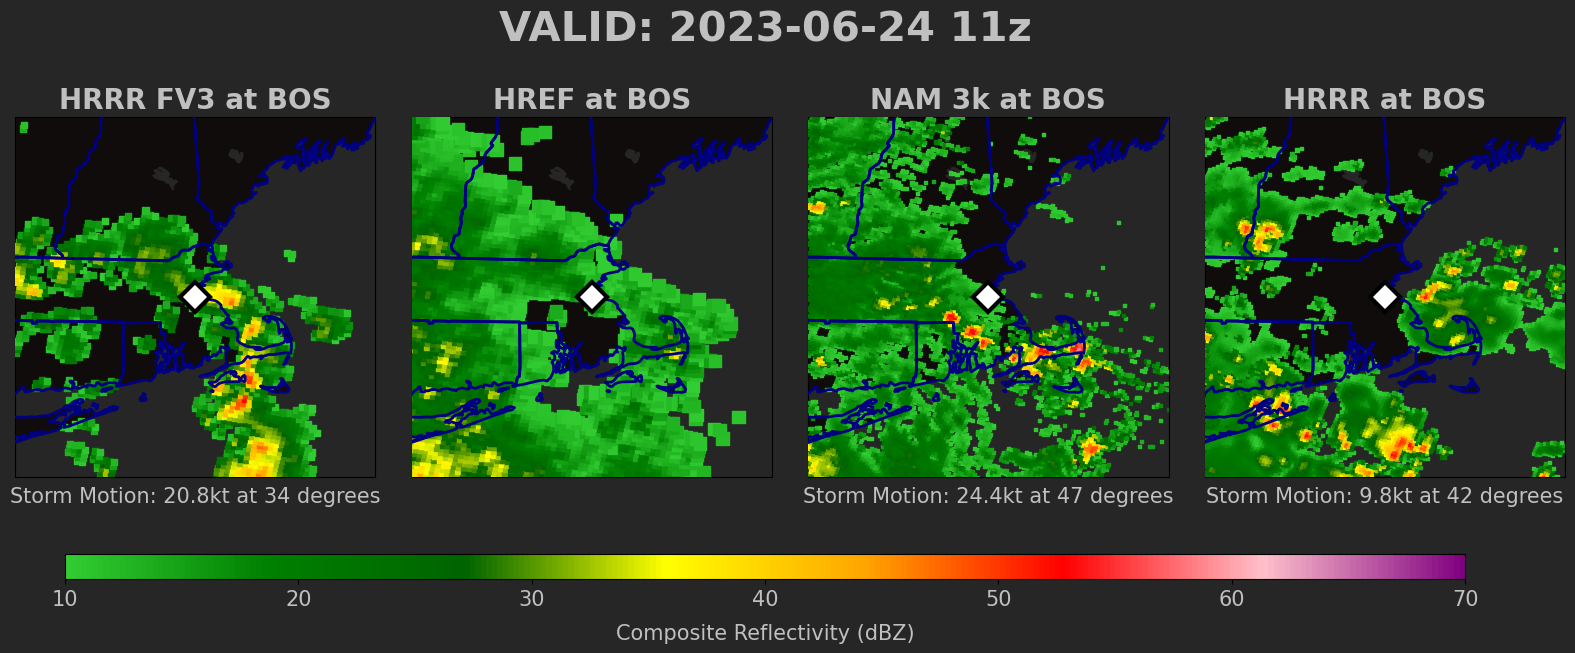 VALID: 2023-06-24 11z
HRRR FV3 at BOS
HREF at BOS
NAM 3k at BOS
HRRR at BOS
Storm Motion: 20.8kt at 34 degrees
Storm Motion: 24.4kt at 47 degrees
Storm Motion: 9.8kt at 42 degrees
10 20 30 40 50 60 70
Composite Reflectivity (dBZ)